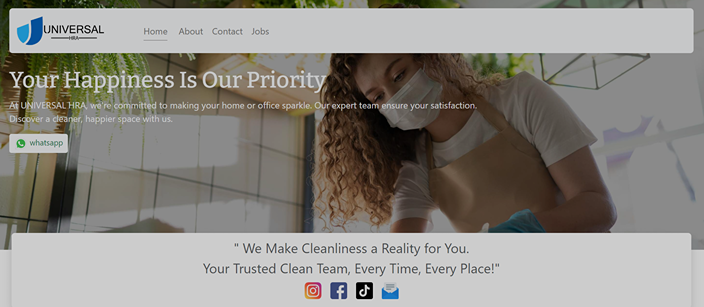 UNIVERSAL
HRA
Home About Contact Jobs
Your Happiness Is Our Priority
At UNIVERSAL HRA, we're committed to making your home or office sparkle. Our expert team ensure your satisfaction.
Discover a cleaner, happier space with us.
whatsapp
" We Make Cleanliness a Reality for You.
Your Trusted Clean Team, Every Time, Every Place!"